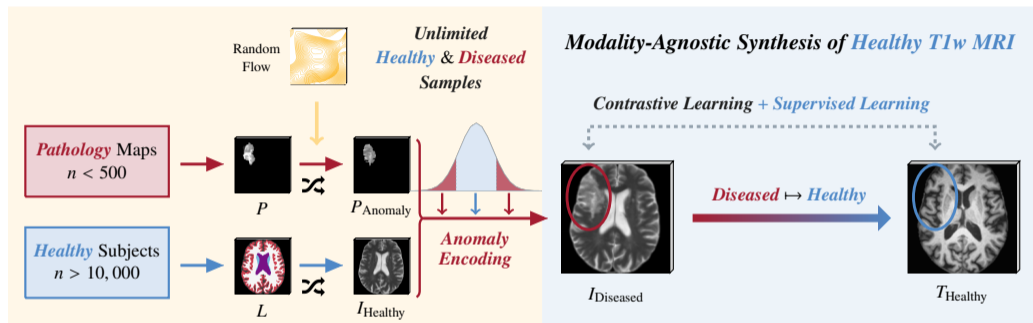 Random
Flow
Unlimited
Healthy & Diseased
Samples
Pathology Maps
n < 500
P
P_Anomaly
Healthy Subjects
n > 10,000
L
I_Healthy
Anomaly
Encoding
Modality-Agnostic Synthesis of Healthy T1w MRI
Contrastive Learning + Supervised Learning
Diseased ↦ Healthy
I_Diseased
T_Healthy